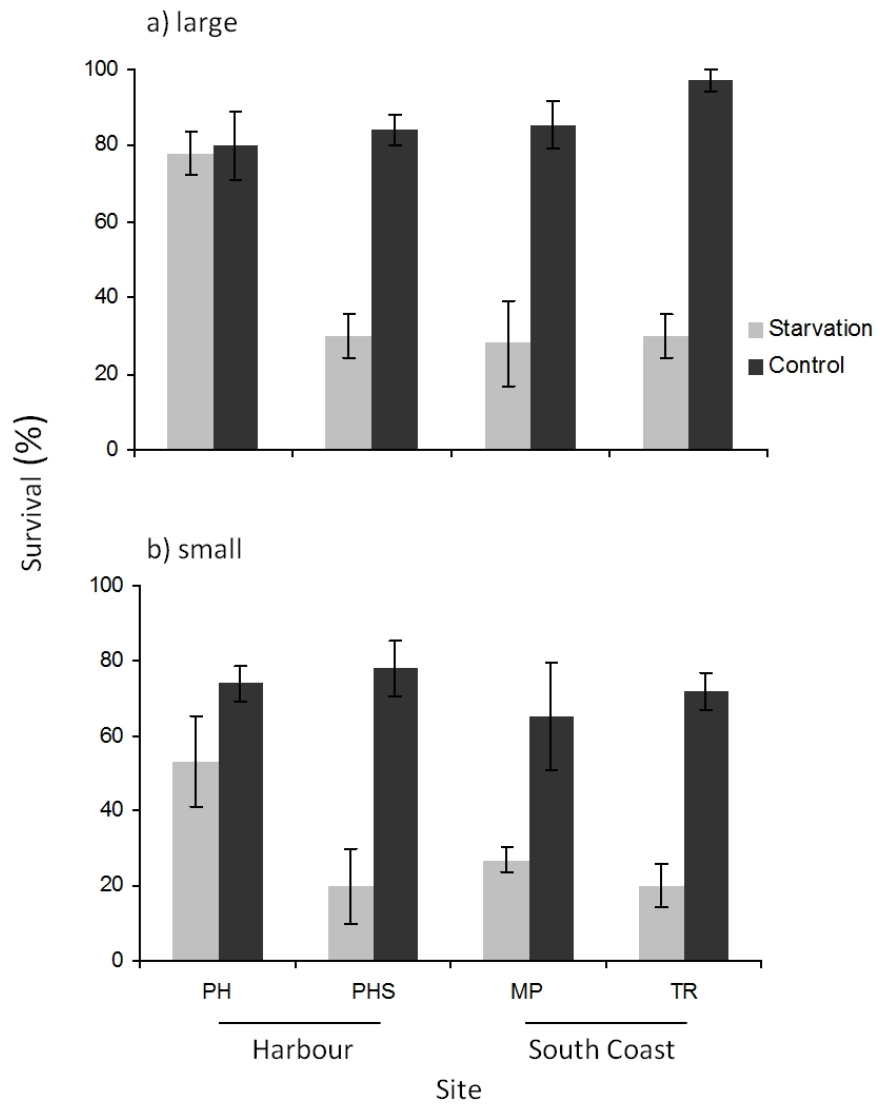 a) large
100
80
60
40
20
0
Starvation
Control
Survival (%)
b) small
100
80
60
40
20
0
PH PHS MP TR
Harbour South Coast
Site